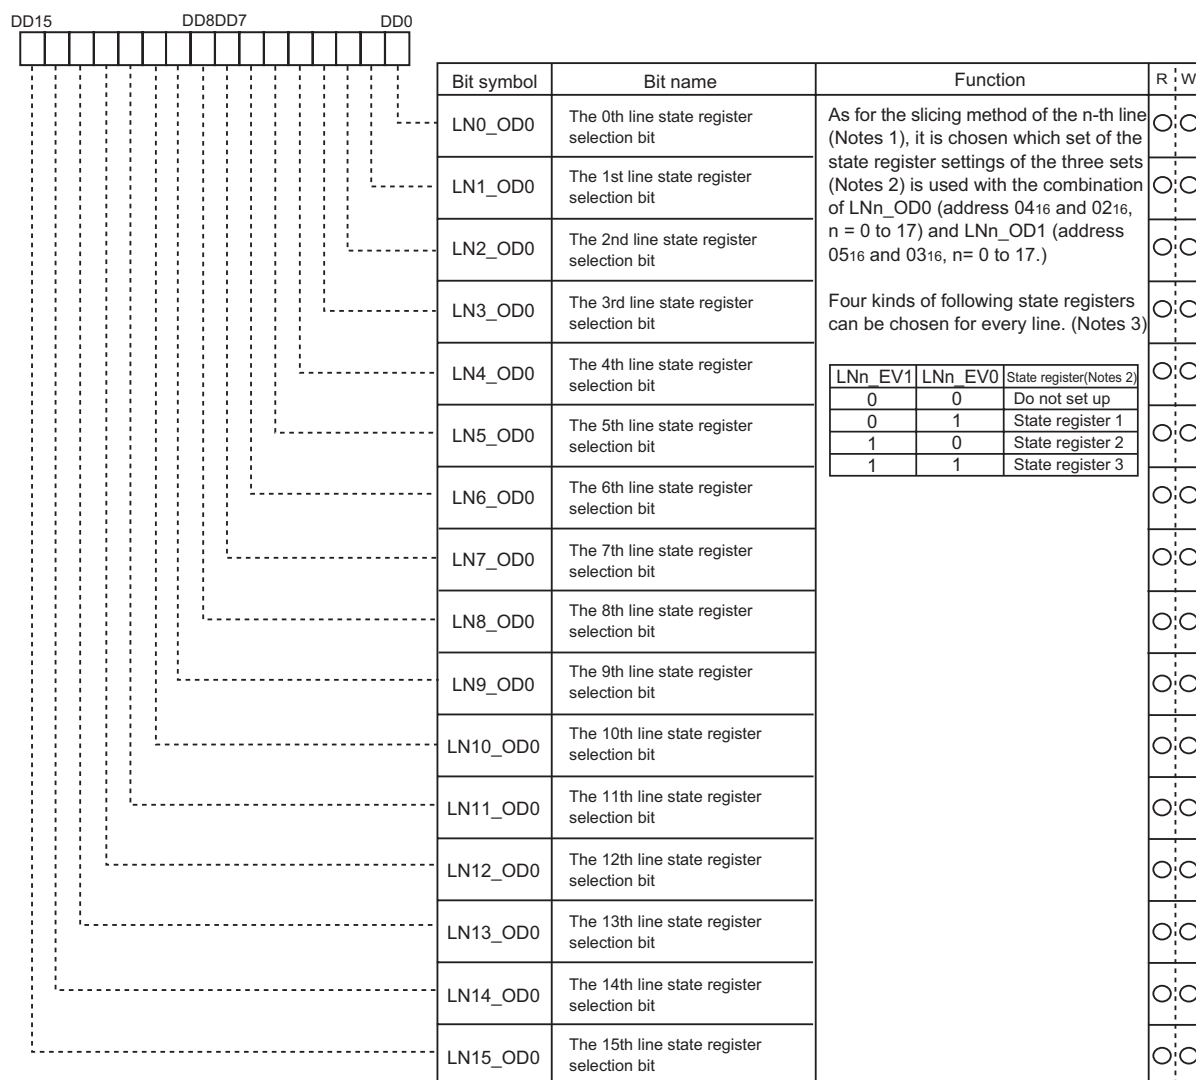 DD15 DD8DD7 DD0
Bit symbol Bit name Function R W
LN0_OD0 The 0th line state register
selection bit
LN1_OD0 The 1st line state register
selection bit
LN2_OD0 The 2nd line state register
selection bit
LN3_OD0 The 3rd line state register
selection bit
LN4_OD0 The 4th line state register
selection bit
LN5_OD0 The 5th line state register
selection bit
LN6_OD0 The 6th line state register
selection bit
LN7_OD0 The 7th line state register
selection bit
LN8_OD0 The 8th line state register
selection bit
LN9_OD0 The 9th line state register
selection bit
LN10_OD0 The 10th line state register
selection bit
LN11_OD0 The 11th line state register
selection bit
LN12_OD0 The 12th line state register
selection bit
LN13_OD0 The 13th line state register
selection bit
LN14_OD0 The 14th line state register
selection bit
LN15_OD0 The 15th line state register
selection bit
As for the slicing method of the n-th line
(Notes 1), it is chosen which set of the
state register settings of the three sets
(Notes 2) is used with the combination
of LNn_OD0 (address 0416 and 0216,
n = 0 to 17) and LNn_OD1 (address
0516 and 0316, n= 0 to 17.)
Four kinds of following state registers
can be chosen for every line. (Notes 3)
LNn_EV1 LNn_EV0 State register(Notes 2)
0 0 Do not set up
0 1 State register 1
1 0 State register 2
1 1 State register 3